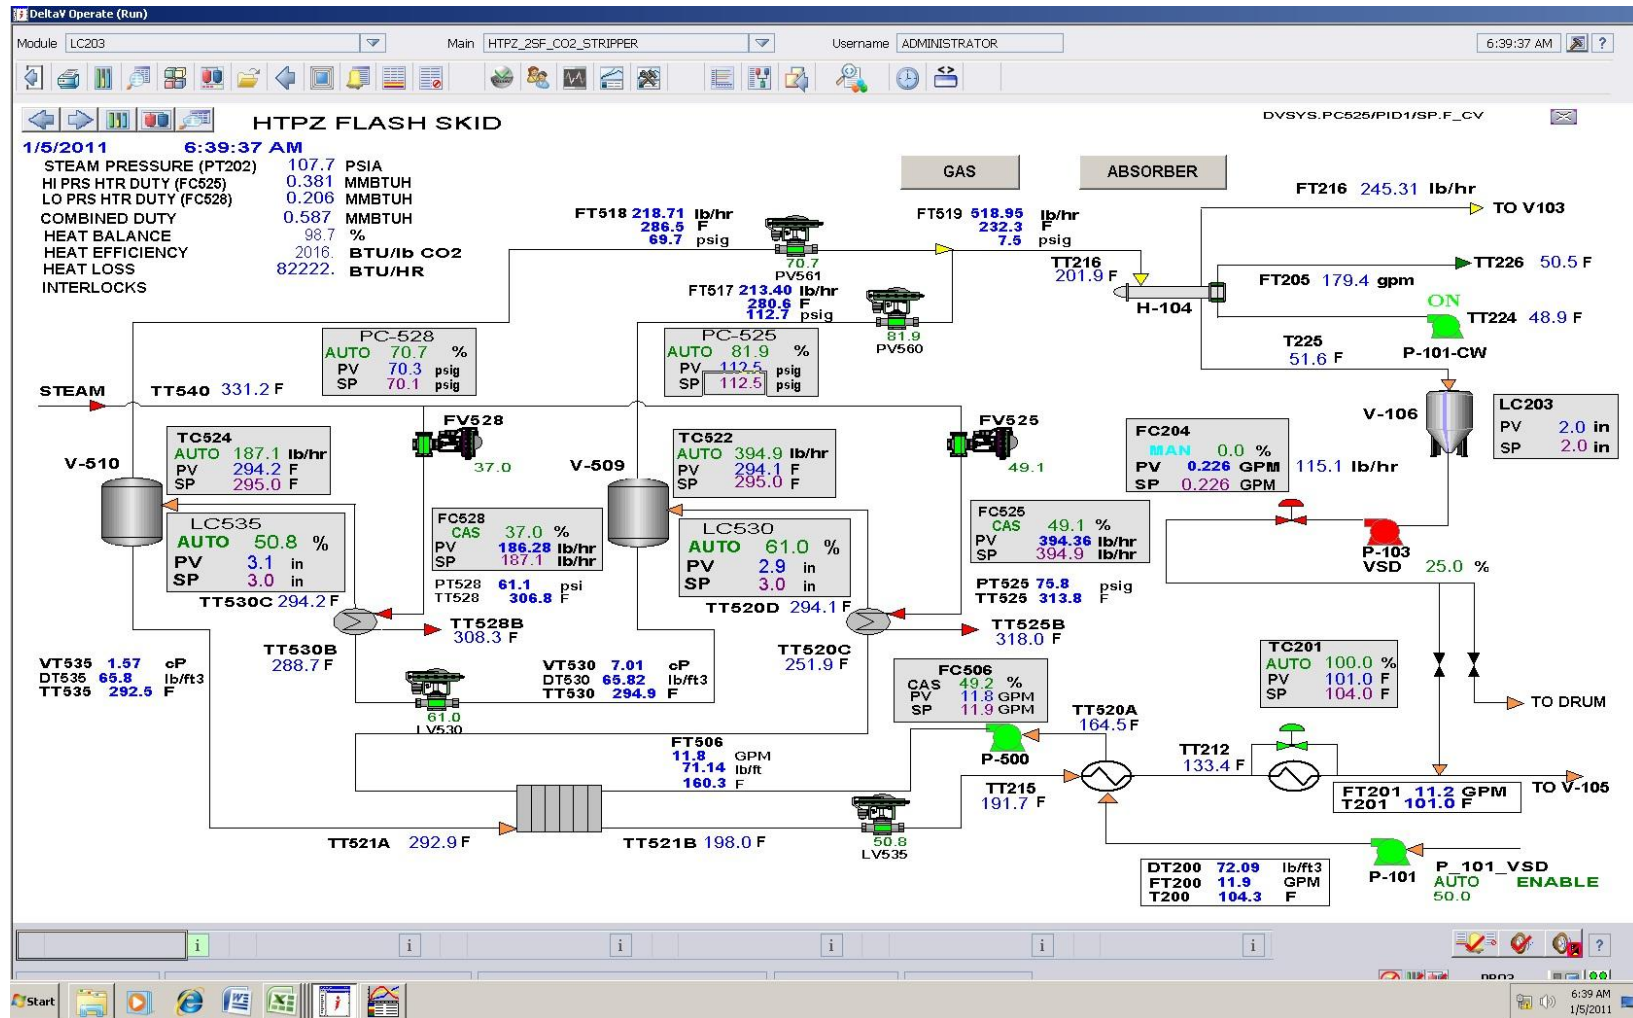 DeltaV Operate (Run)
Module LC203 Main HTPZ_2SF_CO2_STRIPPER Username ADMINISTRATOR 6:39:37 AM ?
HTPZ FLASH SKID
DVSYS.PC525/PID1/SP.F_CV
1/5/2011 6:39:37 AM
STEAM PRESSURE (PT202) 107.7 PSIA
HI PRS HTR DUTY (FC525) 0.381 MMBTUH
LO PRS HTR DUTY (FC528) 0.206 MMBTUH
COMBINED DUTY 0.587 MMBTUH
HEAT BALANCE 98.7 %
HEAT EFFICIENCY 2016. BTU/lb CO2
HEAT LOSS 82222. BTU/HR
INTERLOCKS
GAS
ABSORBER
FT216 245.31 lb/hr
TO V103
FT518 218.71 lb/hr
286.5 F
69.7 psig
70.7
PV561
FT519 518.95 lb/hr
232.3 F
7.5 psig
TT216
201.9 F
H-104
FT205 179.4 gpm
TT226 50.5 F
ON
TT224 48.9 F
P-101-CW
T225
51.6 F
FT517 213.40 lb/hr
280.6 F
112.7 psig
81.9
PV560
PC-528
AUTO 70.7 %
PV 70.3 psig
SP 70.1 psig
PC-525
AUTO 81.9 %
PV 112.5 psig
SP 112.5 psig
STEAM
TT540 331.2 F
FV528
37.0
FV525
49.1
V-106
LC203
PV 2.0 in
SP 2.0 in
FC204
MAN 0.0 %
PV 0.226 GPM
SP 0.226 GPM
115.1 lb/hr
V-510
TC524
AUTO 187.1 lb/hr
PV 294.2 F
SP 295.0 F
V-509
TC522
AUTO 394.9 lb/hr
PV 294.1 F
SP 295.0 F
LC535
AUTO 50.8 %
PV 3.1 in
SP 3.0 in
FC528
CAS 37.0 %
PV 186.28 lb/hr
SP 187.1 lb/hr
LC530
AUTO 61.0 %
PV 2.9 in
SP 3.0 in
FC525
CAS 49.1 %
PV 394.36 lb/hr
SP 394.9 lb/hr
P-103
VSD 25.0 %
PT528 61.1 psi
TT528 306.8 F
PT525 75.8 psig
TT525 313.8 F
TT530C 294.2 F
TT520D 294.1 F
TT528B
308.3 F
TT525B
318.0 F
TT530B
288.7 F
TT520C
251.9 F
VT535 1.57 cP
DT535 65.8 lb/ft3
TT535 292.5 F
VT530 7.01 cP
DT530 65.82 lb/ft3
TT530 294.9 F
61.0
LV530
FC506
CAS 49.2 %
PV 11.8 GPM
SP 11.9 GPM
TC201
AUTO 100.0 %
PV 101.0 F
SP 104.0 F
TO DRUM
TT520A
164.5 F
P-500
FT506
11.8 GPM
71.14 lb/ft
160.3 F
TT212
133.4 F
TT215
191.7 F
FT201 11.2 GPM
T201 101.0 F
TO V-105
TT521A 292.9 F
TT521B 198.0 F
50.8
LV535
DT200 72.09 lb/ft3
FT200 11.9 GPM
T200 104.3 F
P-101
P_101_VSD
AUTO ENABLE
50.0
i i i i i i ?
Start
6:39 AM
1/5/2011